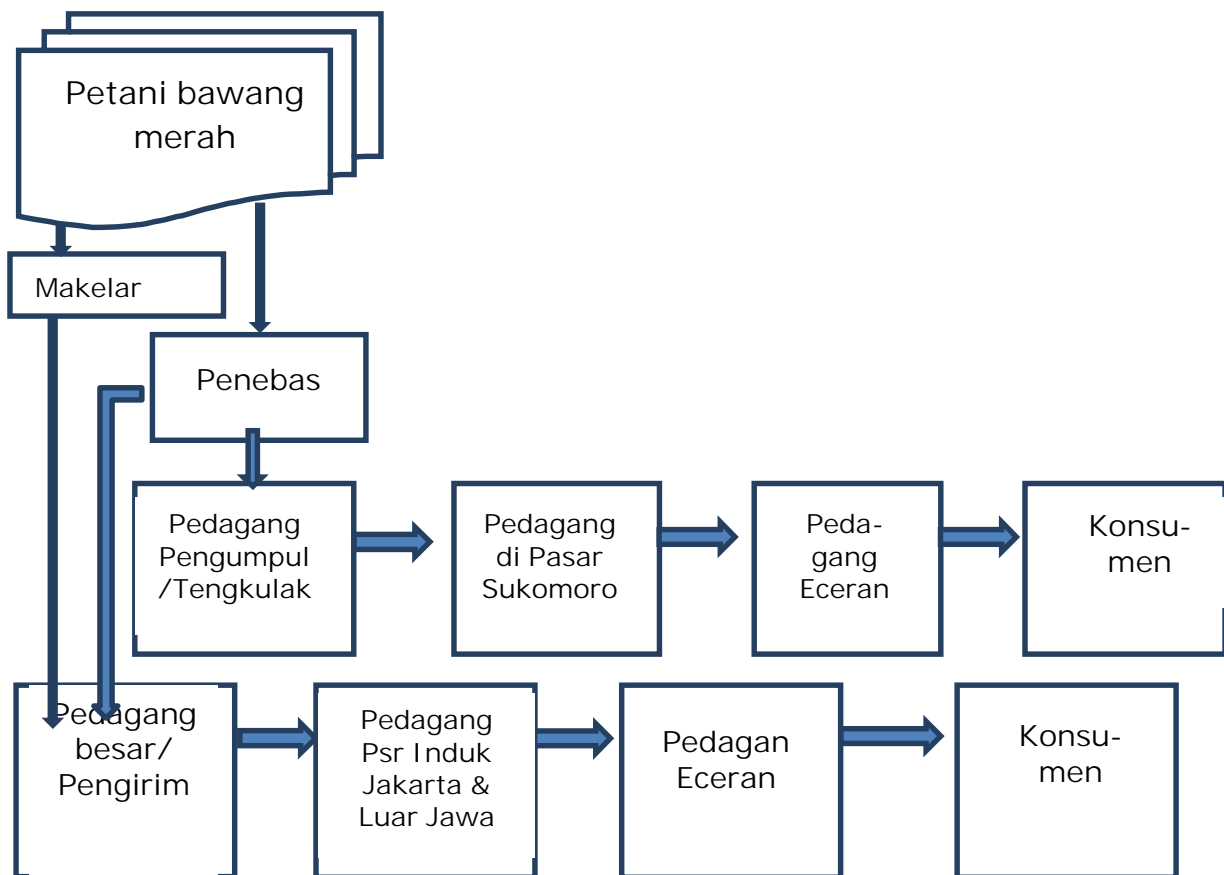 Petani bawang
merah
Makelar
Penebas
Pedagang
Pengumpul
/Tengkulak
Pedagang
di Pasar
Sukomoro
Peda-
gang
Eceran
Konsu-
men
Pedagang
besar/
Pengirim
Pedagang
Psr Induk
Jakarta &
Luar Jawa
Pedagan
Eceran
Konsu-
men